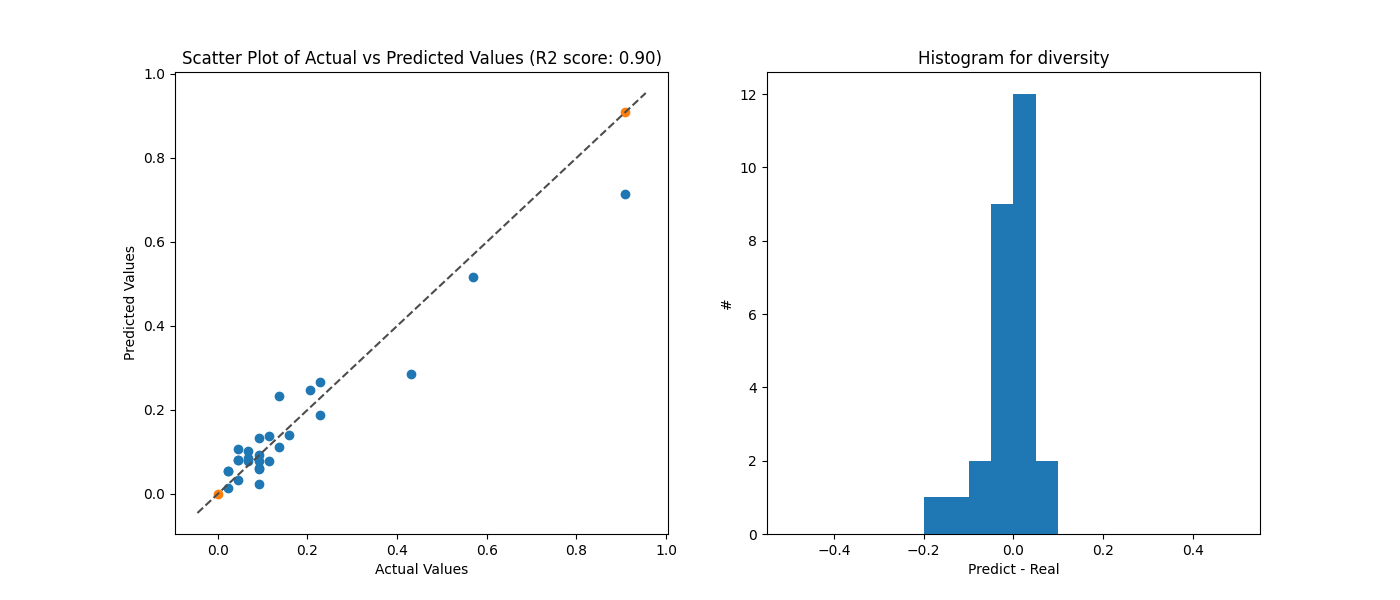 Scatter Plot of Actual vs Predicted Values (R2 score: 0.90)
1.0
0.8
0.6
0.4
0.2
0.0
Predicted Values
0.0 0.2 0.4 0.6 0.8 1.0
Actual Values
Histogram for diversity
12
10
8
6
4
2
0
#
−0.4 −0.2 0.0 0.2 0.4
Predict - Real